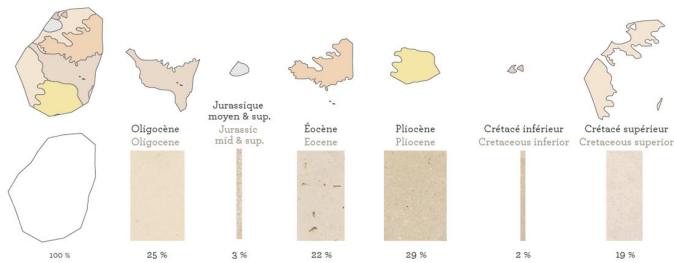 Oligocène
Oligocene
Jurassique
moyen & sup.
Jurassic
mid & sup.
Éocène
Eocene
Pliocène
Pliocene
Crétacé inférieur
Cretaceous inferior
Crétacé supérieur
Cretaceous superior
100 %
25 %
3 %
22 %
29 %
2 %
19 %